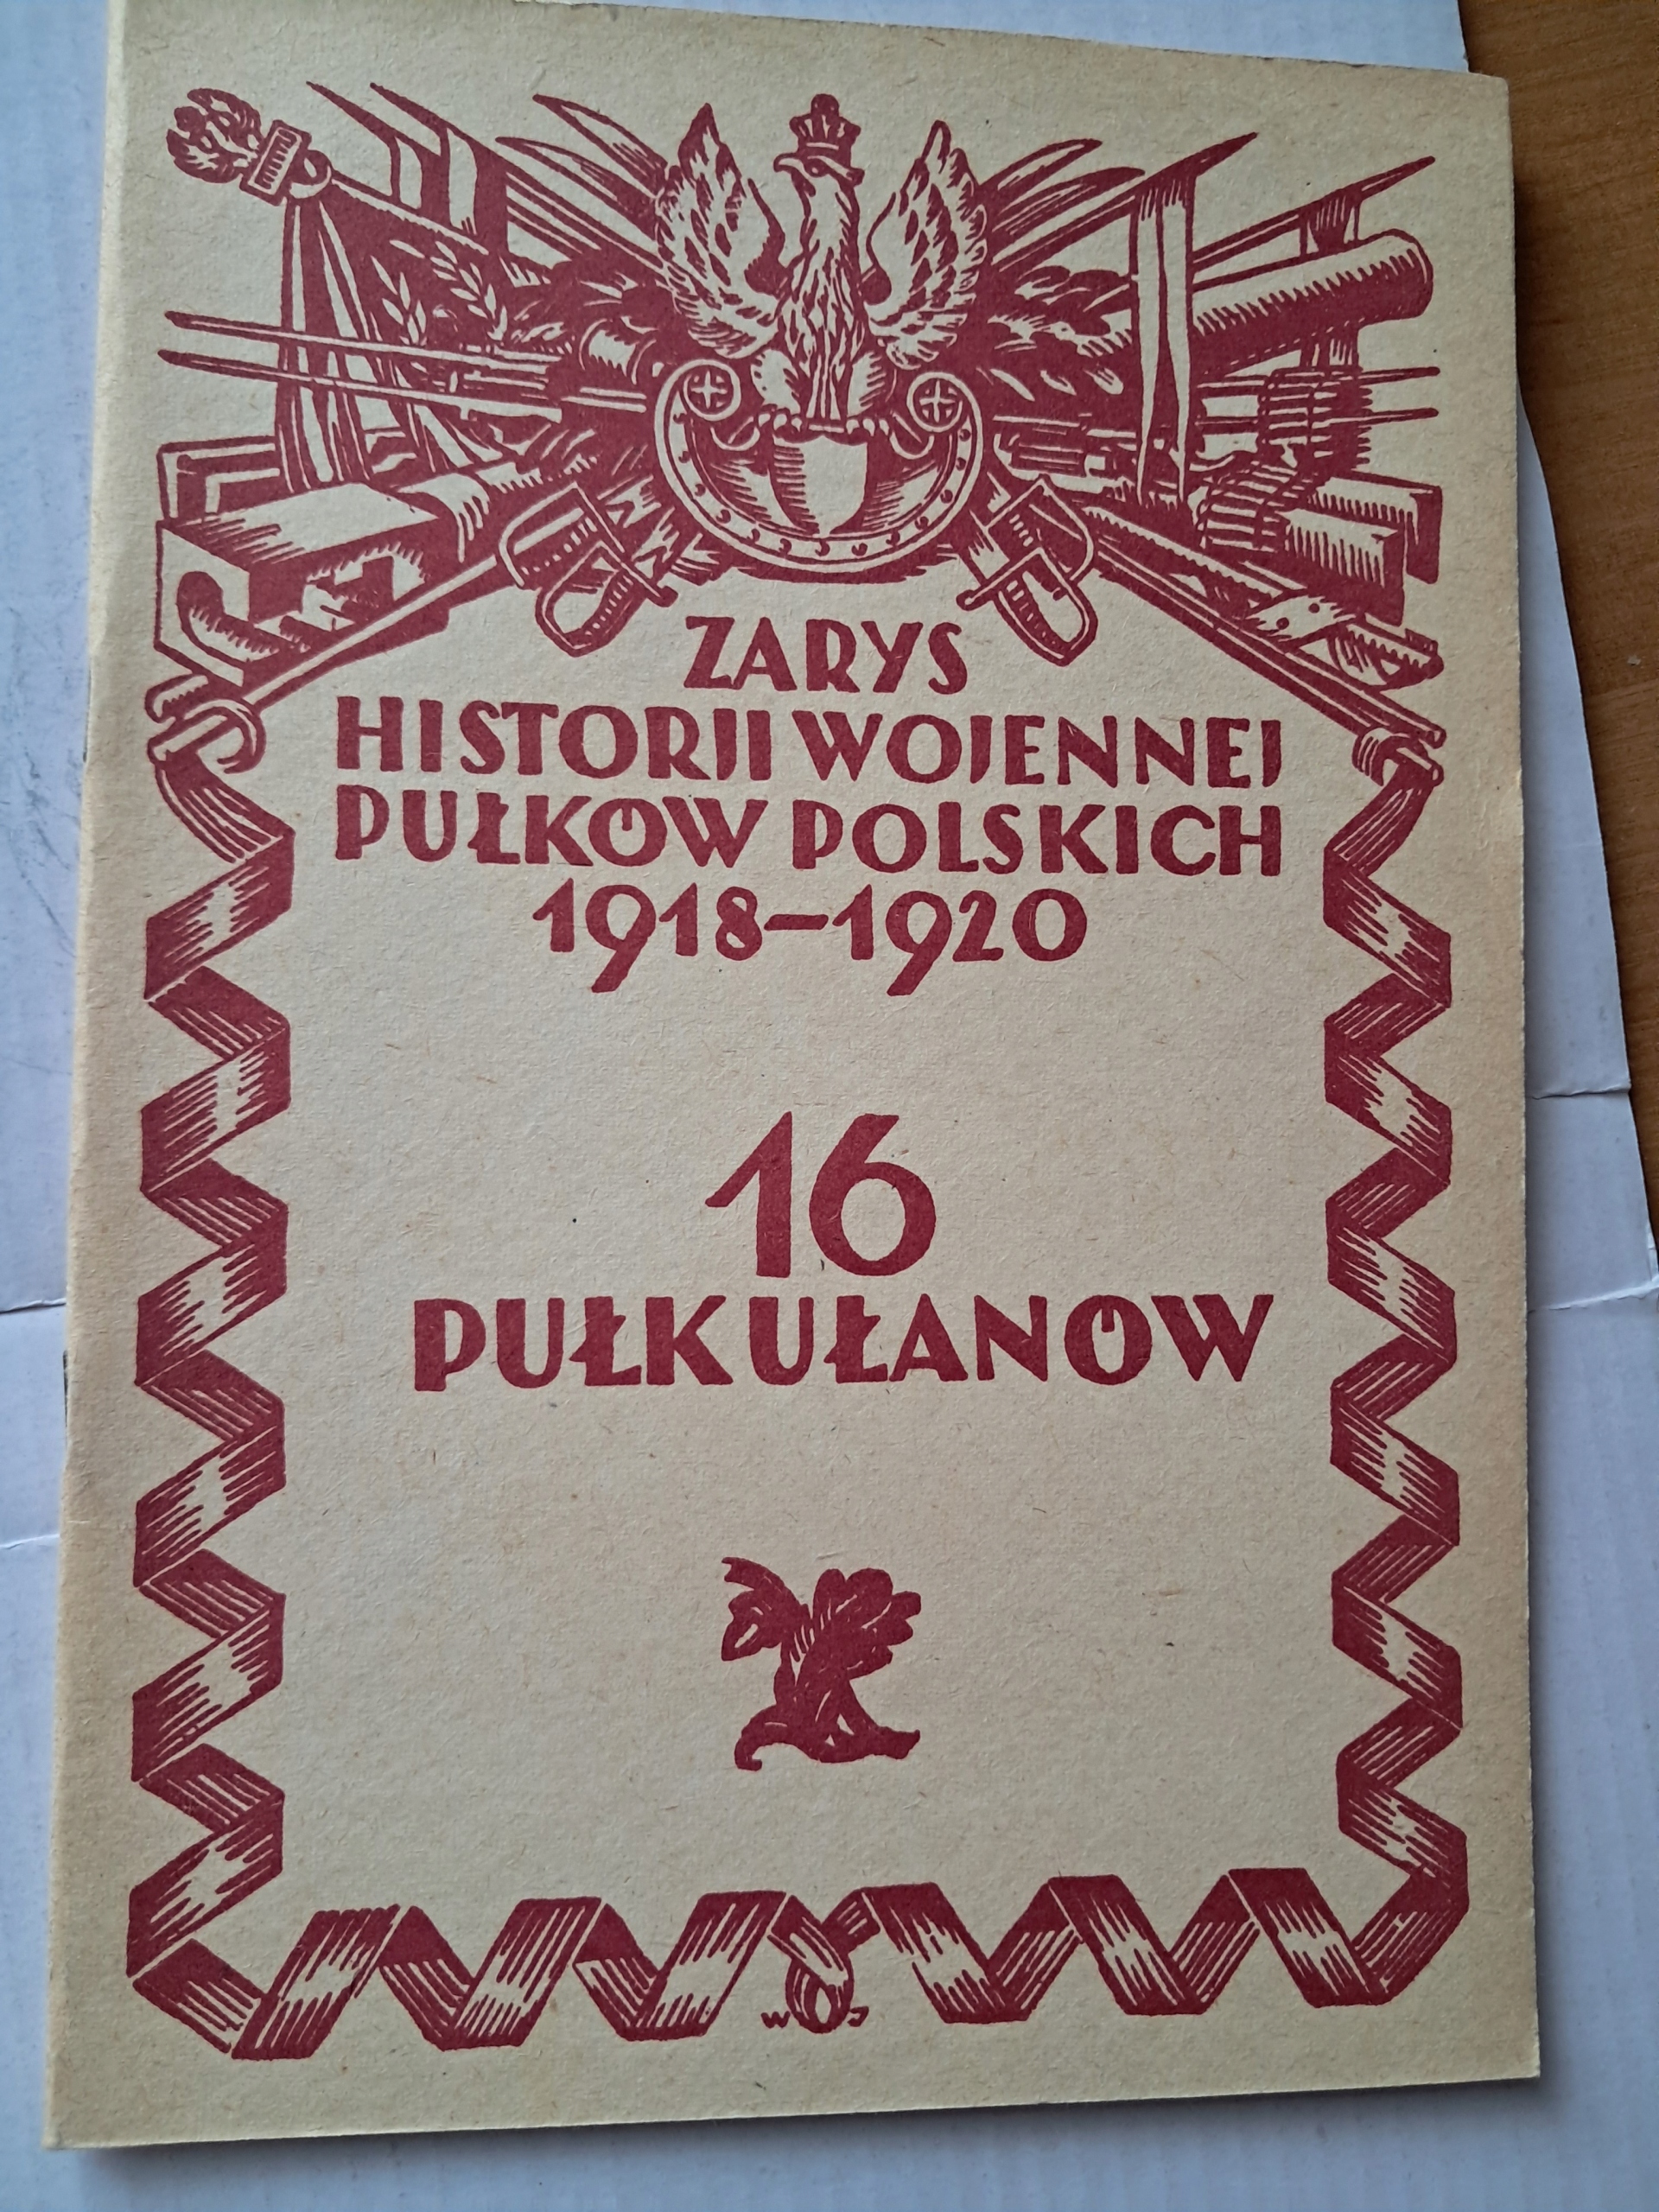 ZARYS
HISTORJI WOJENNEJ
PUŁKÓW POLSKICH
1918–1920
16
PUŁK UŁANÓW
W J